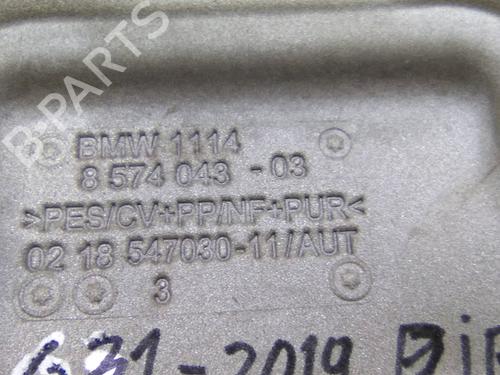 BMW 1114
8 574 043 - 03
>PES/CV+PP/NF+PUR<
02 18 547030-11/AUT
3
G31-2019
B-PARTS